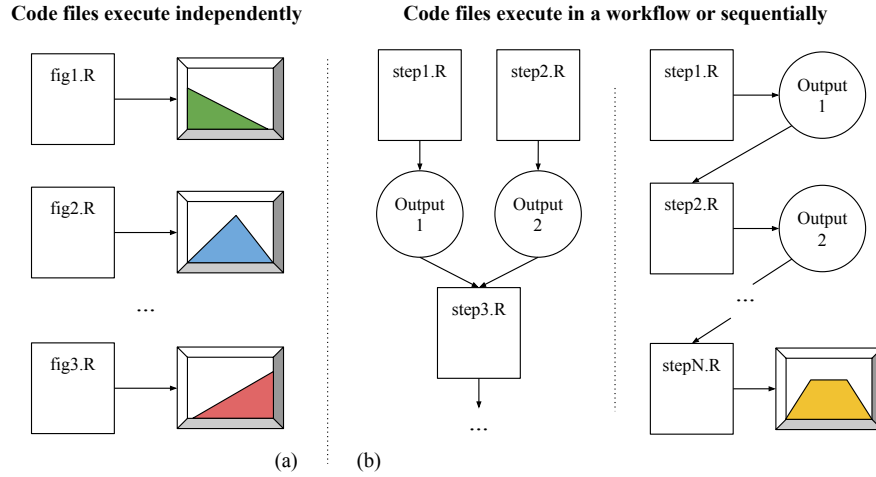 Code files execute independently
Code files execute in a workflow or sequentially
fig1.R
fig2.R
...
fig3.R
(a)
step1.R
step2.R
Output
1
Output
2
step3.R
...
(b)
step1.R
Output
1
step2.R
Output
2
...
stepN.R